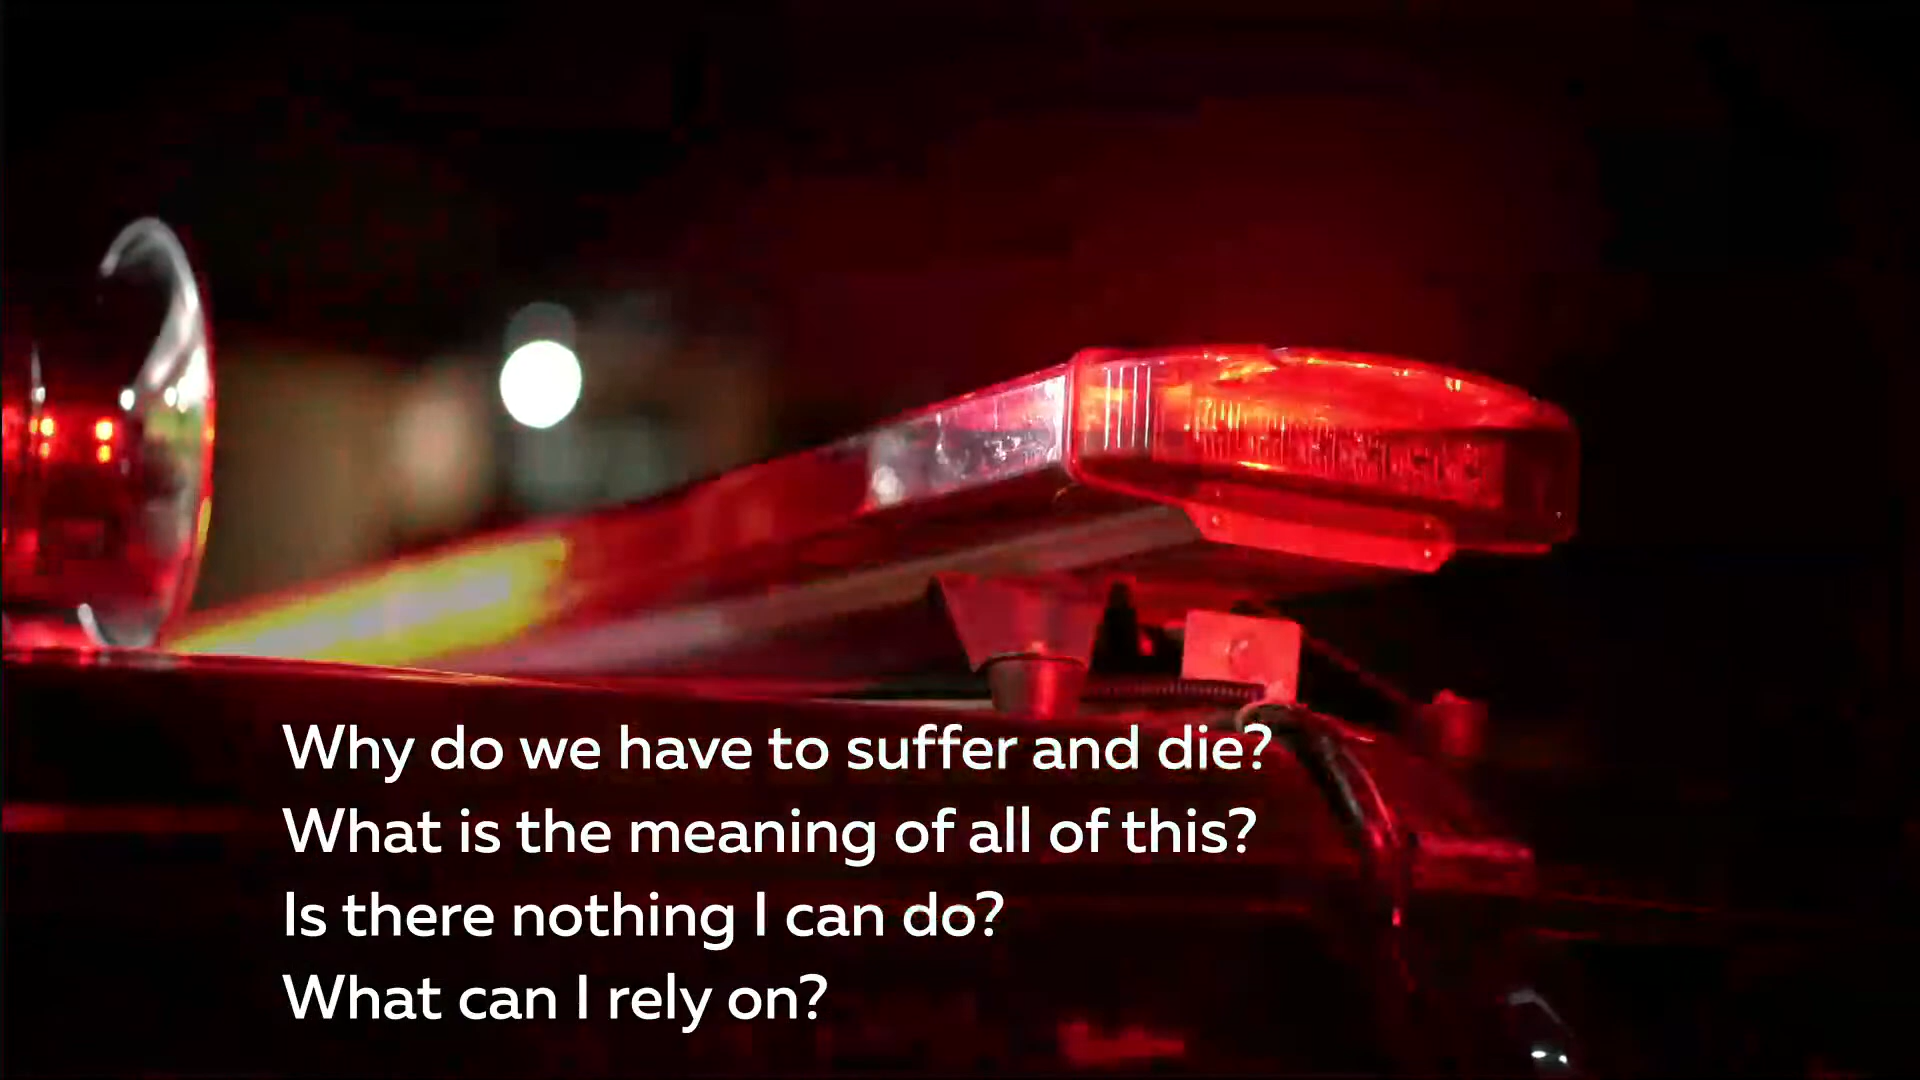 Why do we have to suffer and die?
What is the meaning of all of this?
Is there nothing I can do?
What can I rely on?